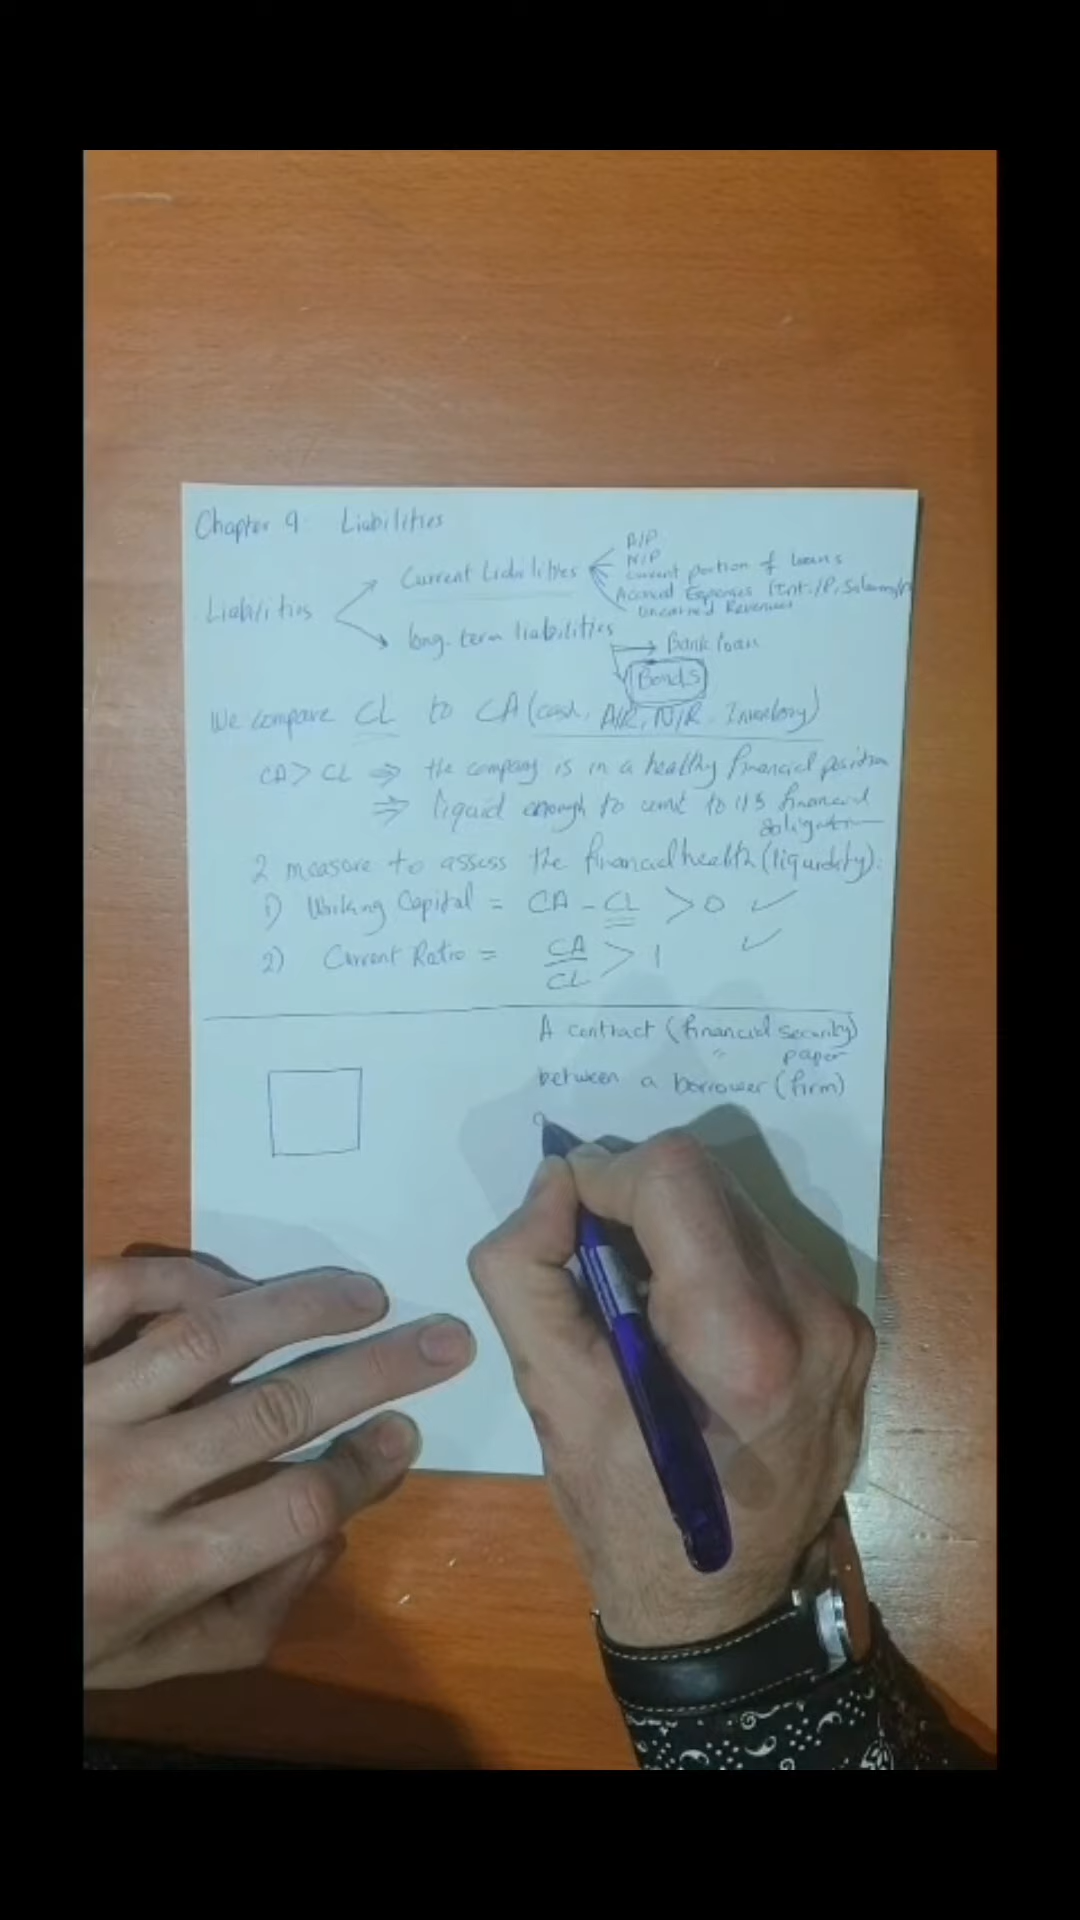 Chapter 9: Liabilities
A/P
N/P
Current portion of loans
Current Liabilities
Accrued Expenses (Int./P, Salaries/P
Unearned Revenues
Liabilities
long-term liabilities
Bank loan
Bonds
We compare CL to CA (cash, A/R, N/R, Inventory)
CA > CL ⇒ the company is in a healthy financial position
⇒ liquid enough to to its financial
obligation
2 measure to assess the financial health (liquidity):
1) Working Capital = CA - CL > 0 ✓
2) Current Ratio = CA/CL > 1 ✓
A contract (financial security)
" paper
between a borrower (firm)
a